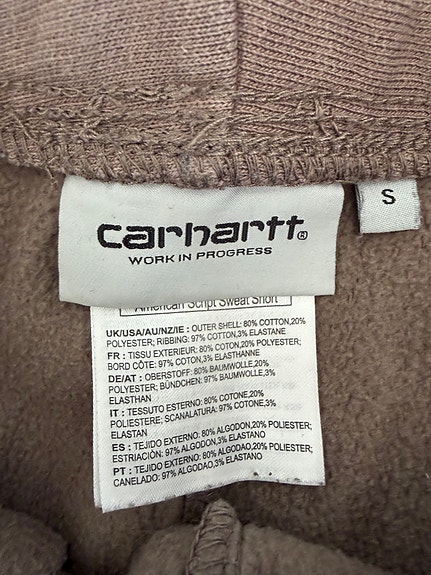 S
carhartt®
WORK IN PROGRESS
American Script Sweat Short
UK/USA/AU/NZ/IE : OUTER SHELL: 80% COTTON,20%
POLYESTER; RIBBING: 97% COTTON,3% ELASTANE
FR : TISSU EXTERIEUR: 80% COTON,20% POLYESTER;
BORD CÔTE: 97% COTON,3% ELASTHANNE
DE/AT : OBERSTOFF: 80% BAUMWOLLE,20%
POLYESTER; BÜNDCHEN: 97% BAUMWOLLE,3%
ELASTHAN
IT : TESSUTO ESTERNO: 80% COTONE,20%
POLIESTERE; SCANALATURA: 97% COTONE,3%
ELASTAN
ES : TEJIDO EXTERNO: 80% ALGODON,20% POLIESTER;
ESTRIACIÓN: 97% ALGODON,3% ELASTANO
PT : TEJIDO EXTERNO: 80% ALGODAO,20% POLIESTER;
CANELADO: 97% ALGODAO,3% ELASTANO